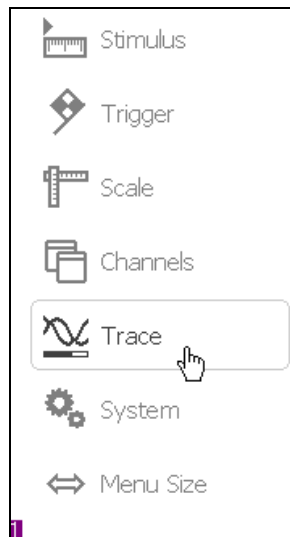 Stimulus
Trigger
Scale
Channels
Trace
System
Menu Size
1